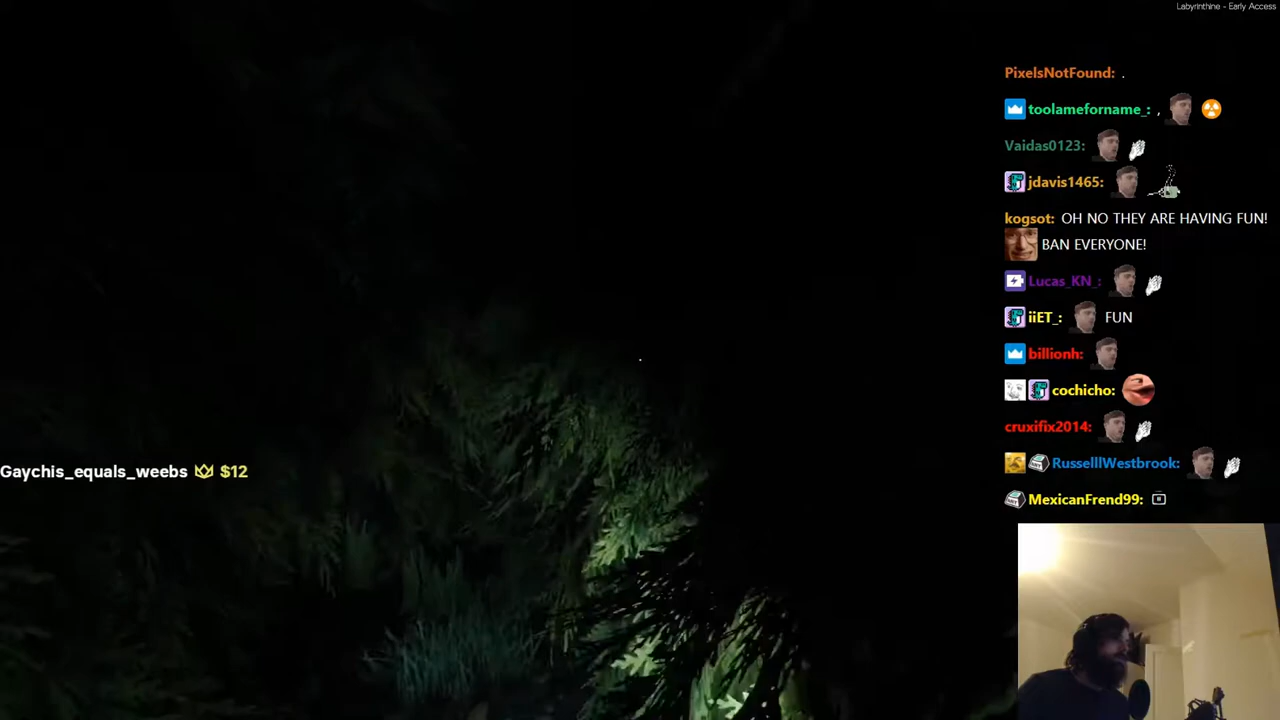 Labyrinthine - Early Access
PixelsNotFound: .
toolameforname_: ,
Vaidas0123:
jdavis1465:
kogsot: OH NO THEY ARE HAVING FUN!
BAN EVERYONE!
Lucas_KN_:
iiET_: FUN
billionh:
cochicho:
cruxifix2014:
Gaychis_equals_weebs $12
RusselllWestbrook:
MexicanFrend99: